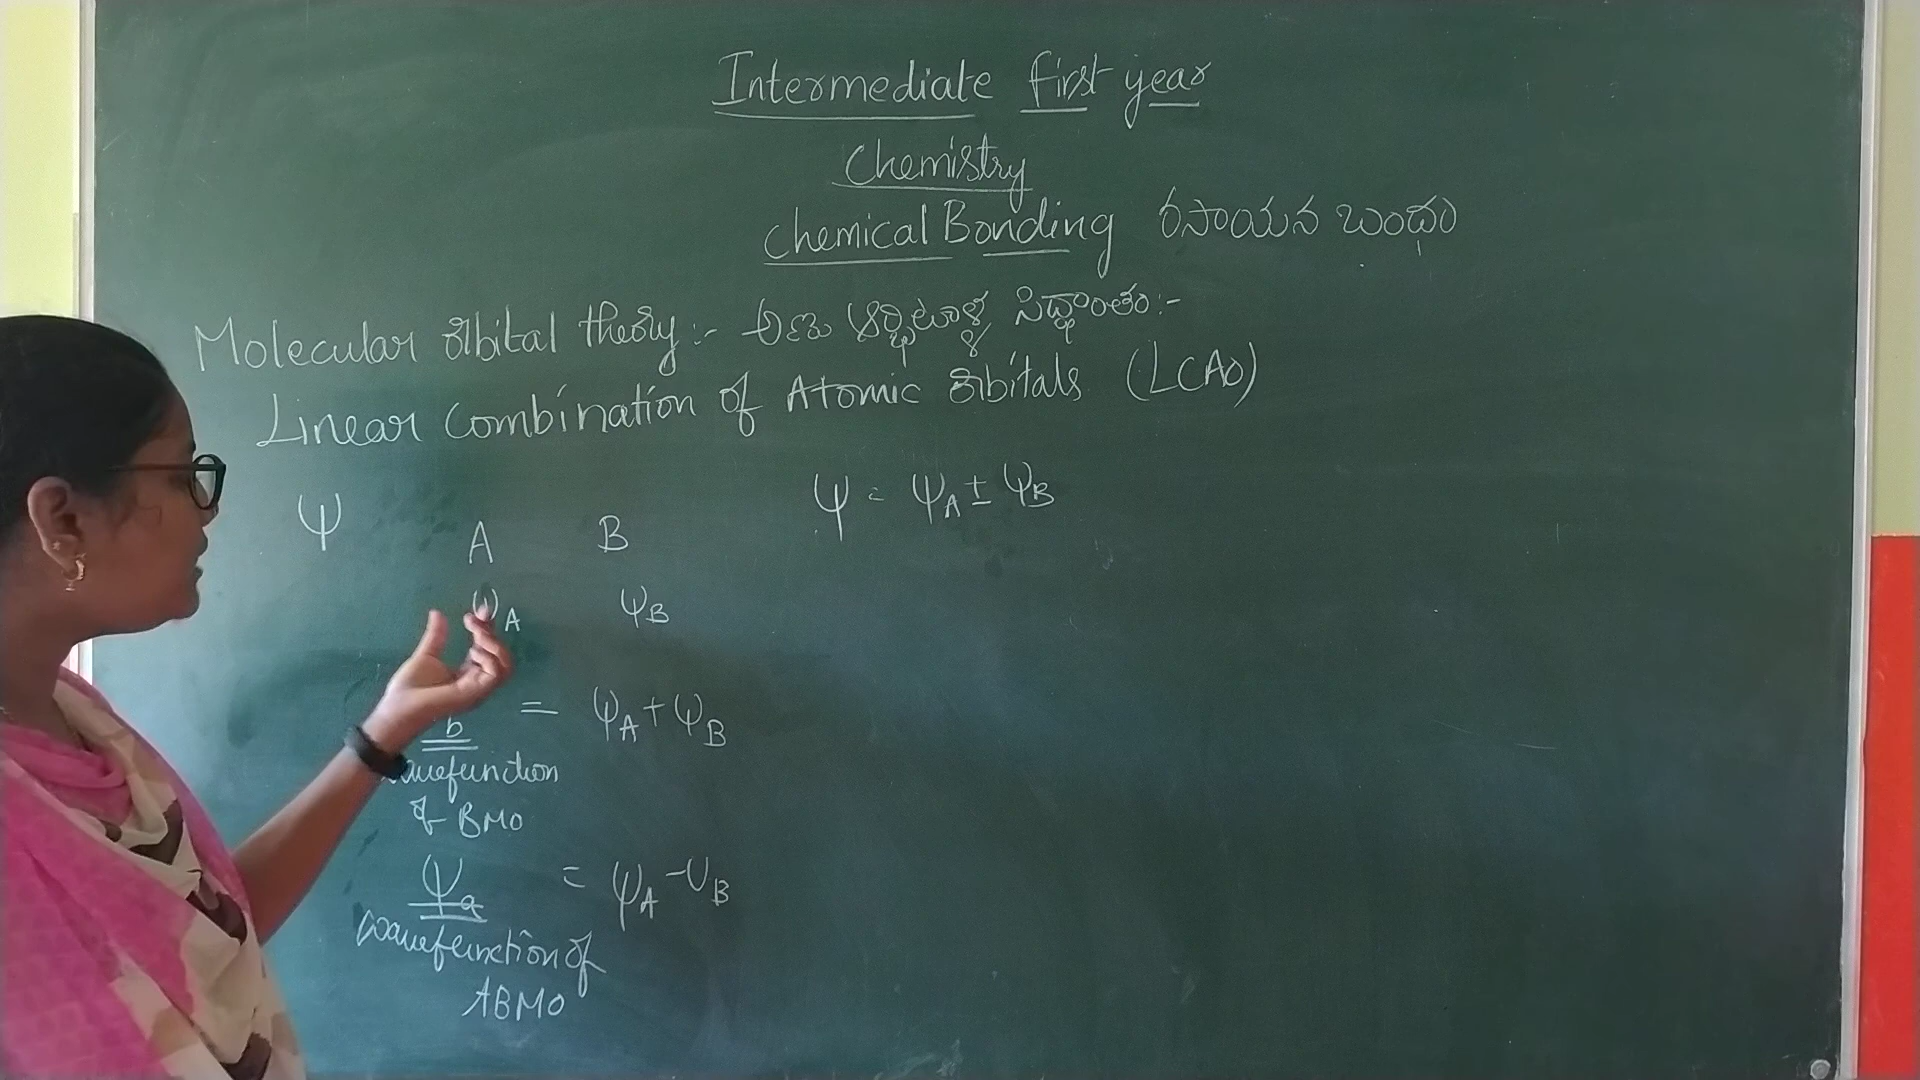 Intermediate first year
Chemistry
Chemical Bonding రసాయన బంధం
Molecular orbital theory:- అణు ఆర్బిటాళ్ల సిద్ధాంతం:-
Linear Combination of Atomic orbitals (LCAO)
ψ A B ψ = ψA ± ψB
ψA ψB
b = ψA + ψB
wavefunction
of BMO
ψa = ψA - UB
wavefunction of
ABMO